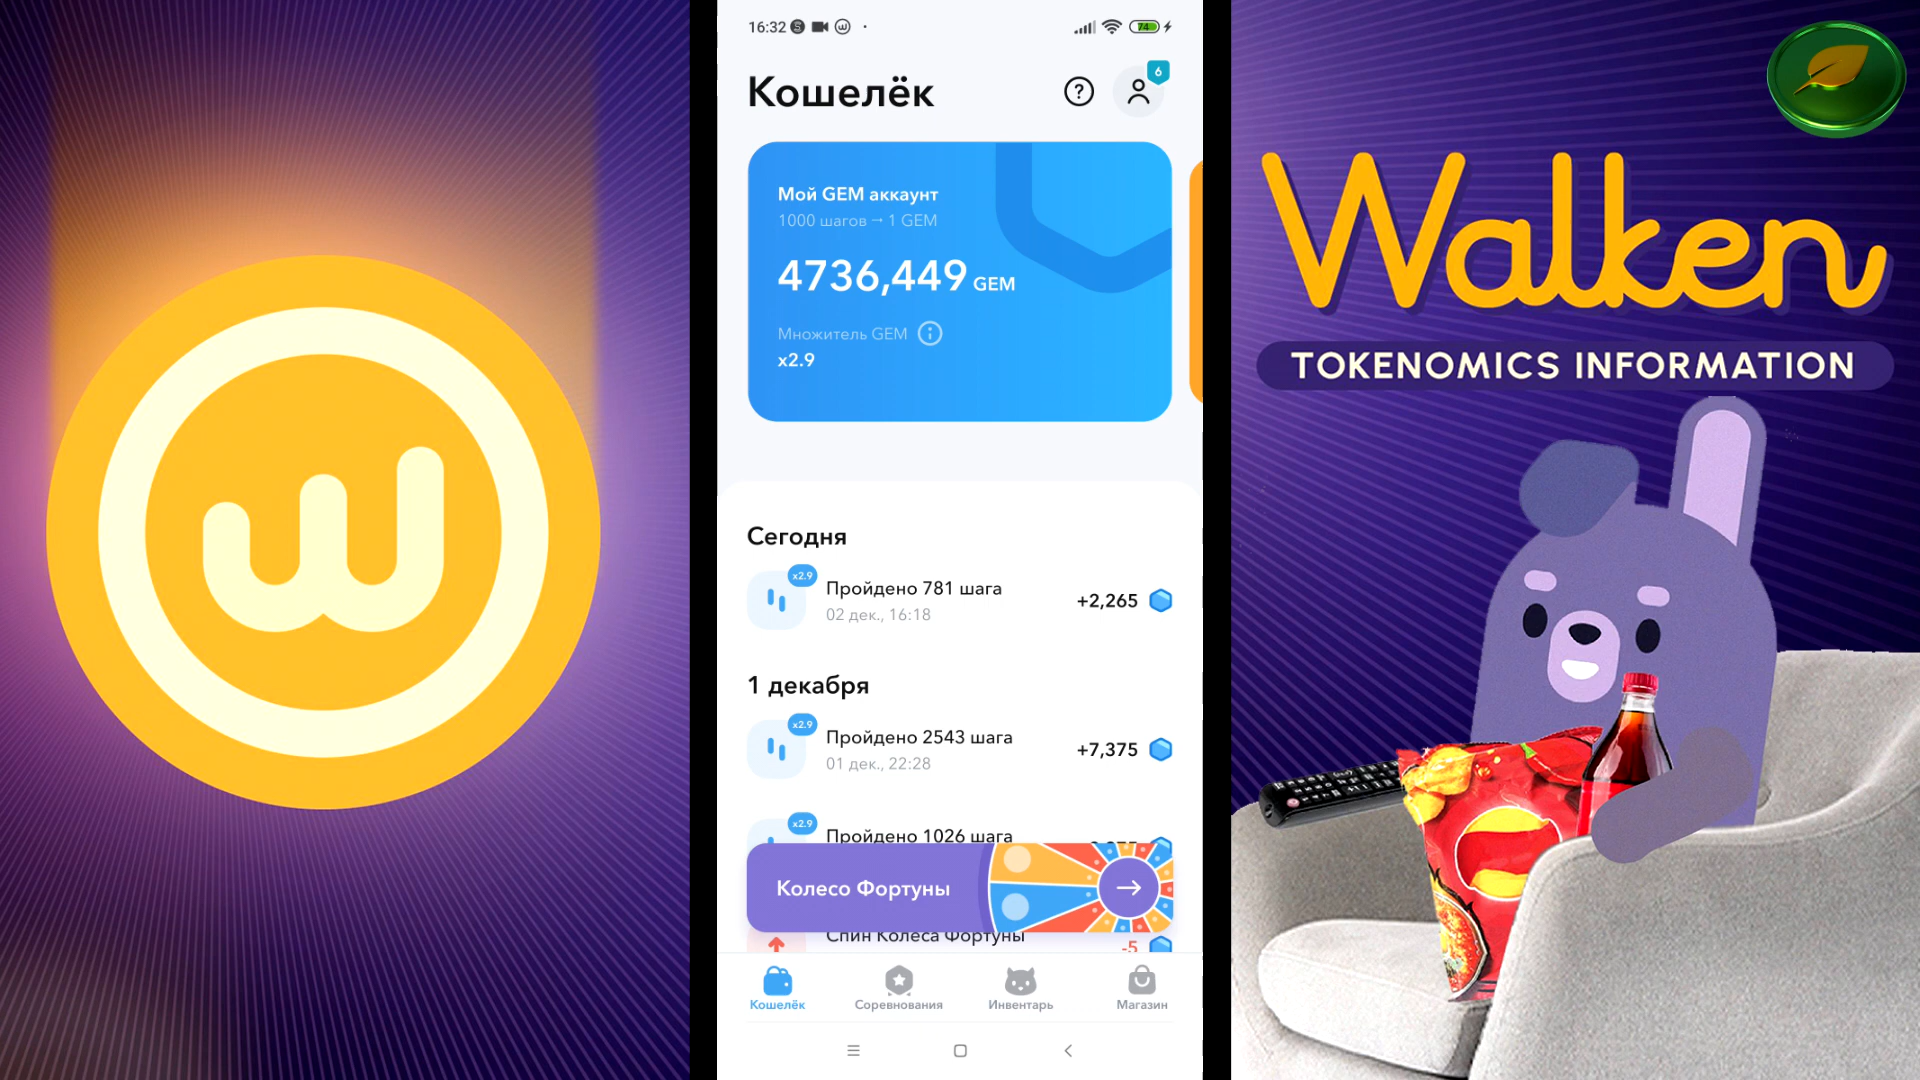 16:32
74
Кошелёк
?
6
Мой GEM аккаунт
1000 шагов → 1 GEM
4736,449 GEM
Множитель GEM
x2.9
Сегодня
x2.9
Пройдено 781 шага
+2,265
02 дек., 16:18
1 декабря
x2.9
Пройдено 2543 шага
+7,375
01 дек., 22:28
x2.9
Пройдено 1026 шага
Колесо Фортуны
Спин Колеса Фортуны
-5
Кошелёк
Соревнования
Инвентарь
Магазин
Walken
TOKENOMICS INFORMATION